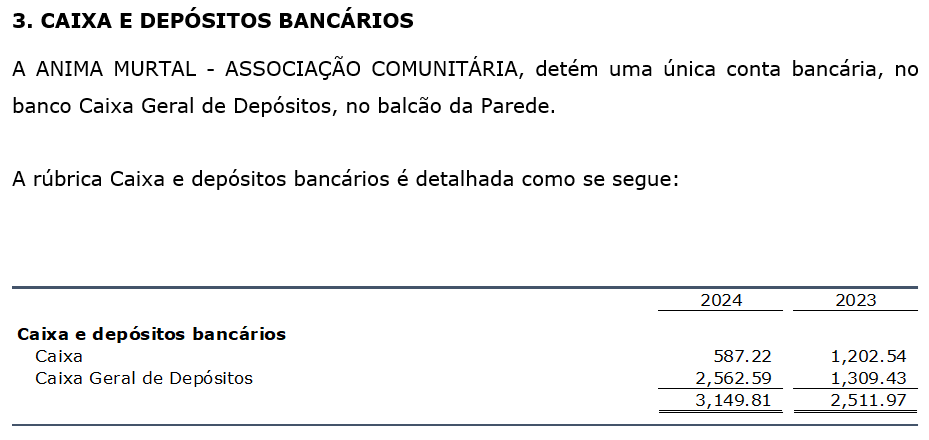 3. CAIXA E DEPÓSITOS BANCÁRIOS
A ANIMA MURTAL - ASSOCIAÇÃO COMUNITÁRIA, detém uma única conta bancária, no
banco Caixa Geral de Depósitos, no balcão da Parede.
A rúbrica Caixa e depósitos bancários é detalhada como se segue:
2024 2023
Caixa e depósitos bancários
Caixa 587.22 1,202.54
Caixa Geral de Depósitos 2,562.59 1,309.43
3,149.81 2,511.97